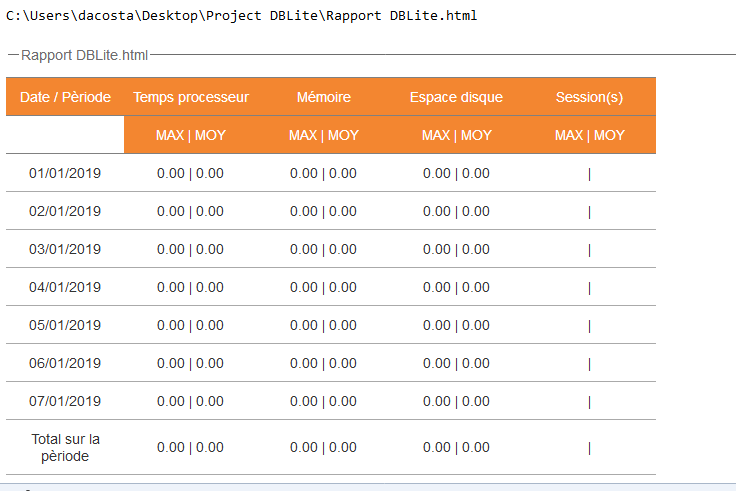 C:\Users\dacosta\Desktop\Project DBLite\Rapport DBLite.html
Rapport DBLite.html
Date / Pèriode Temps processeur Mémoire Espace disque Session(s)
MAX | MOY MAX | MOY MAX | MOY MAX | MOY
01/01/2019 0.00 | 0.00 0.00 | 0.00 0.00 | 0.00 |
02/01/2019 0.00 | 0.00 0.00 | 0.00 0.00 | 0.00 |
03/01/2019 0.00 | 0.00 0.00 | 0.00 0.00 | 0.00 |
04/01/2019 0.00 | 0.00 0.00 | 0.00 0.00 | 0.00 |
05/01/2019 0.00 | 0.00 0.00 | 0.00 0.00 | 0.00 |
06/01/2019 0.00 | 0.00 0.00 | 0.00 0.00 | 0.00 |
07/01/2019 0.00 | 0.00 0.00 | 0.00 0.00 | 0.00 |
Total sur la
pèriode 0.00 | 0.00 0.00 | 0.00 0.00 | 0.00 |